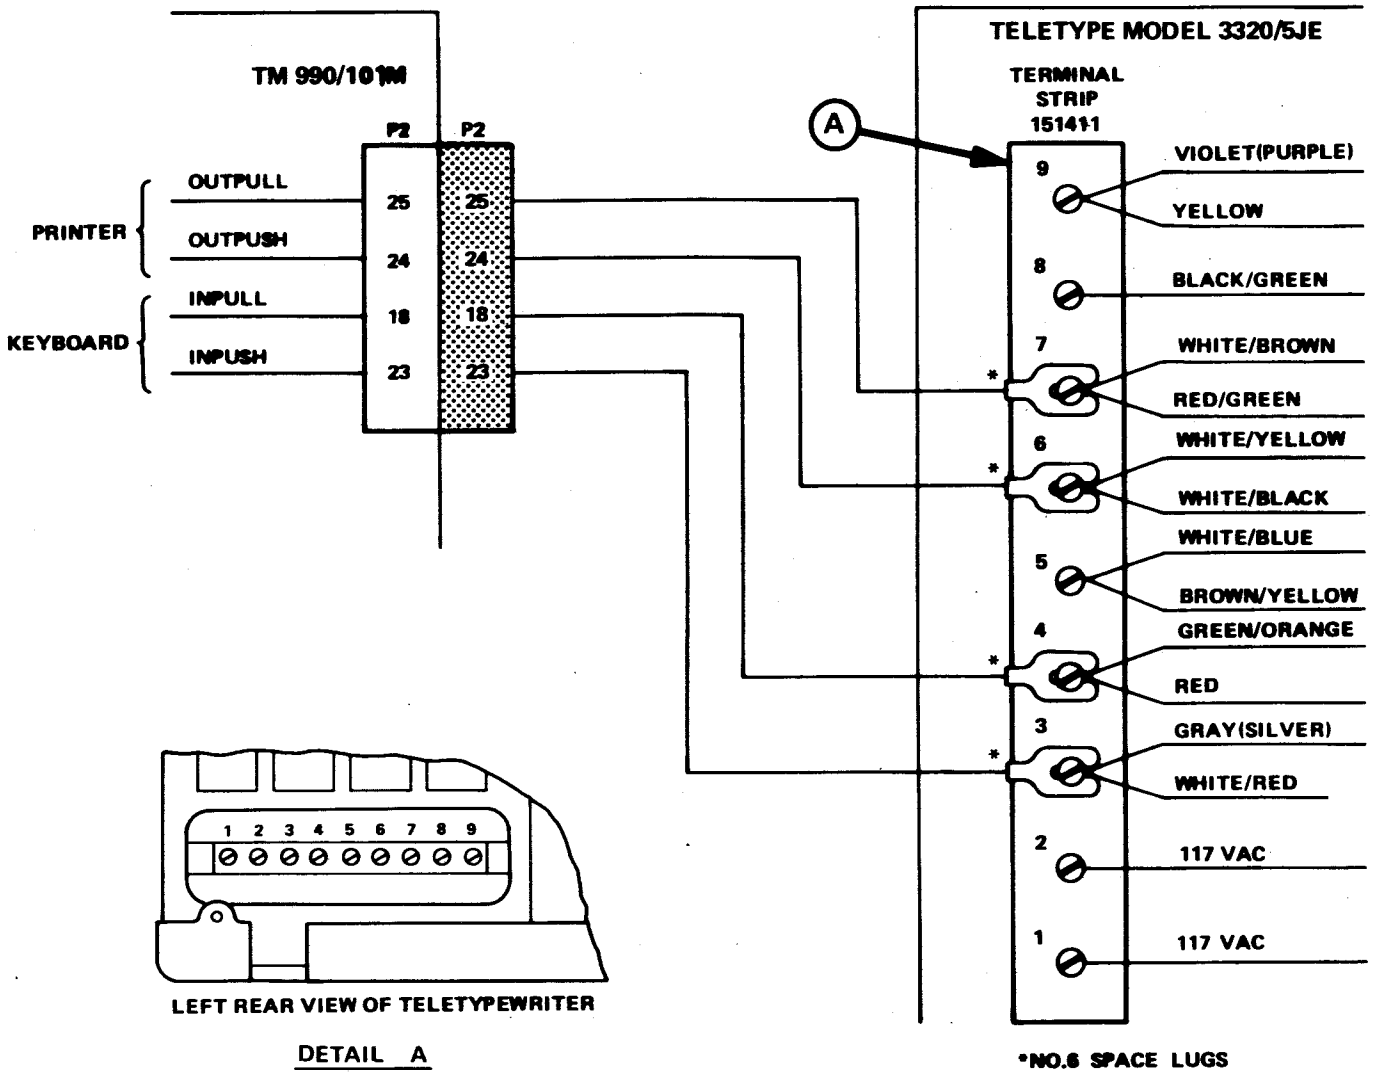 TELETYPE MODEL 3320/5JE
TM 990/101M
TERMINAL
STRIP
151411
A
P2 P2
PRINTER
OUTPULL
25 25
OUTPUSH
24 24
KEYBOARD
INPULL
18 18
INPUSH
23 23
9
VIOLET(PURPLE)
YELLOW
8
BLACK/GREEN
7
*
WHITE/BROWN
RED/GREEN
6
*
WHITE/YELLOW
WHITE/BLACK
5
WHITE/BLUE
BROWN/YELLOW
4
*
GREEN/ORANGE
RED
3
*
GRAY(SILVER)
WHITE/RED
2
117 VAC
1
117 VAC
1 2 3 4 5 6 7 8 9
LEFT REAR VIEW OF TELETYPEWRITER
DETAIL A
*NO.6 SPACE LUGS